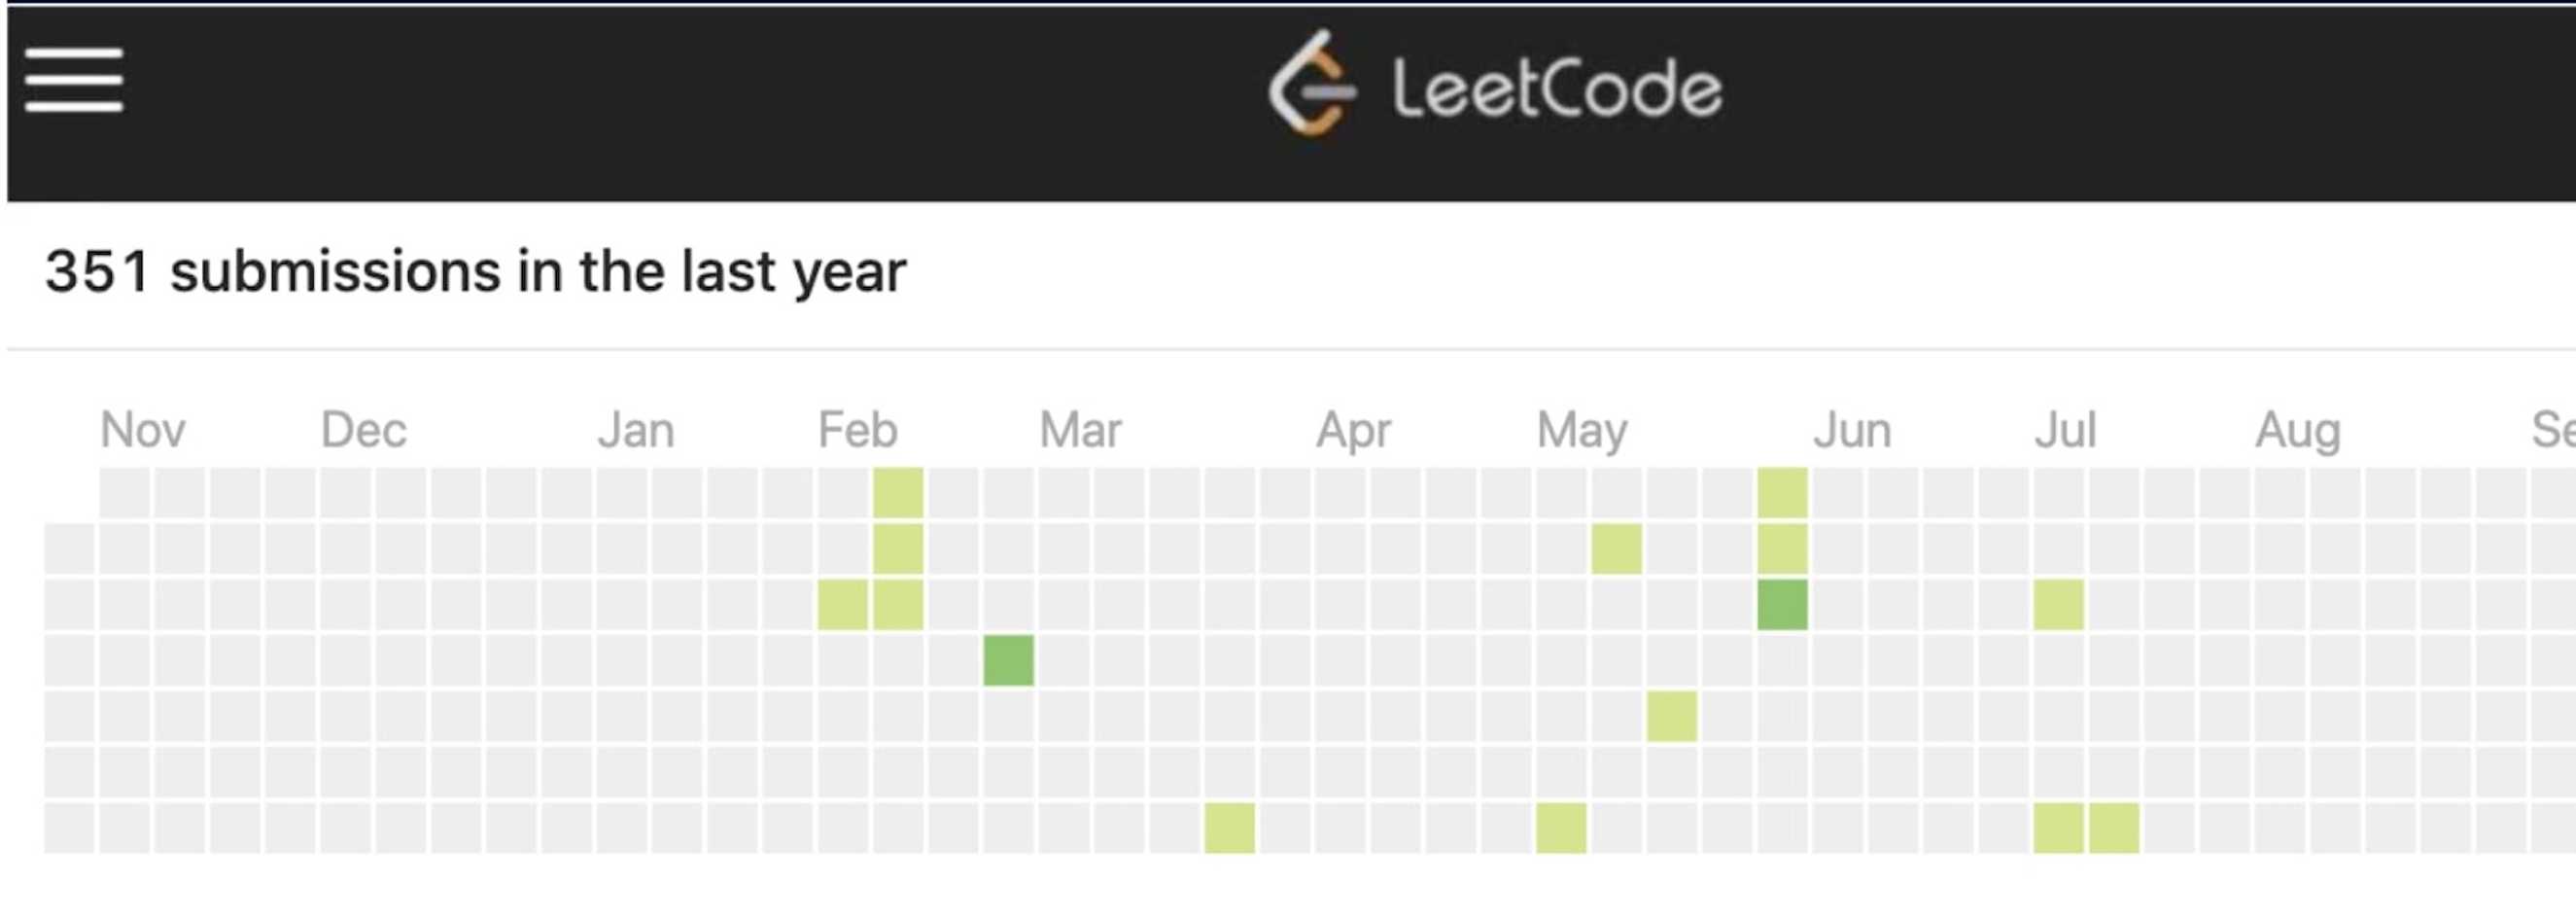 LeetCode
351 submissions in the last year
Nov Dec Jan Feb Mar Apr May Jun Jul Aug Se